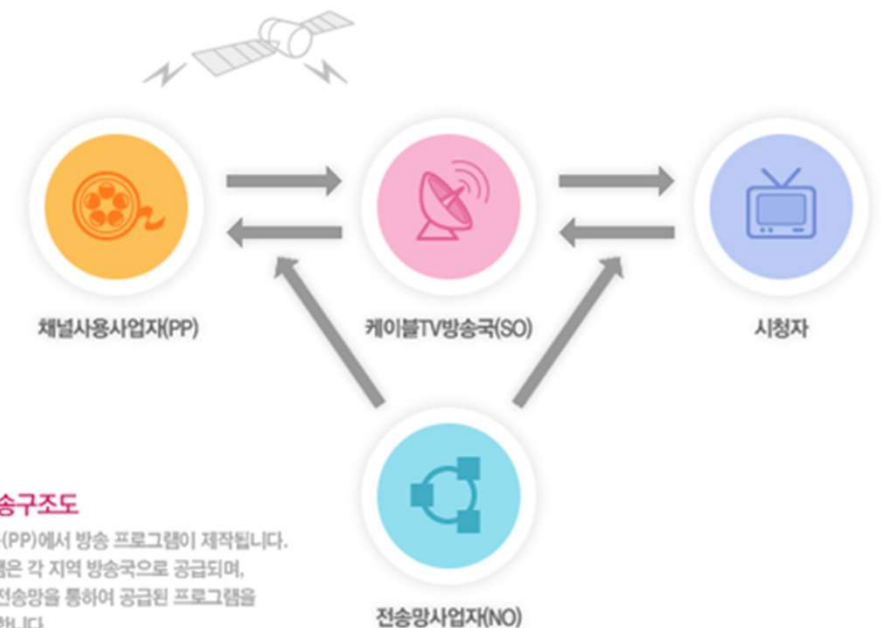 채널사용사업자(PP)
케이블TV방송국(SO)
시청자
전송망사업자(NO)
송구조도
(PP)에서 방송 프로그램이 제작됩니다.
램은 각 지역 방송국으로 공급되며,
전송망을 통하여 공급된 프로그램을
합니다.